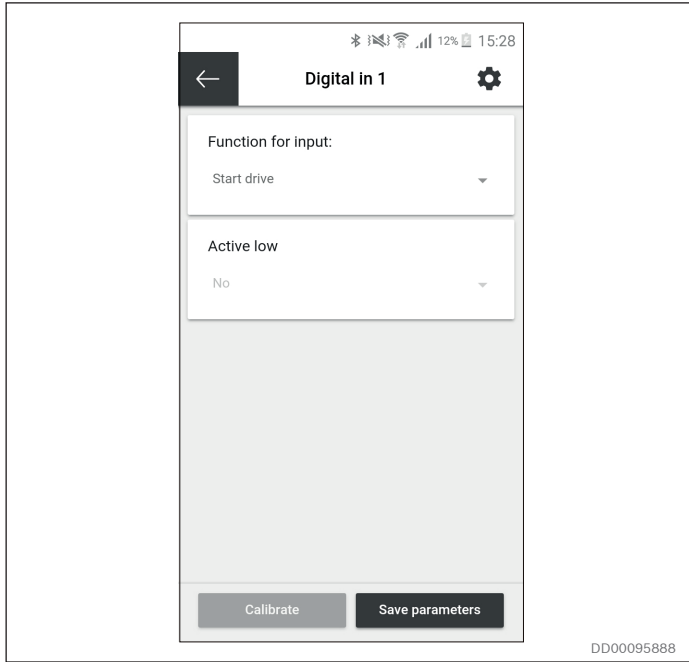 12% 15:28
Digital in 1
Function for input:
Start drive
Active low
No
Calibrate Save parameters
DD00095888